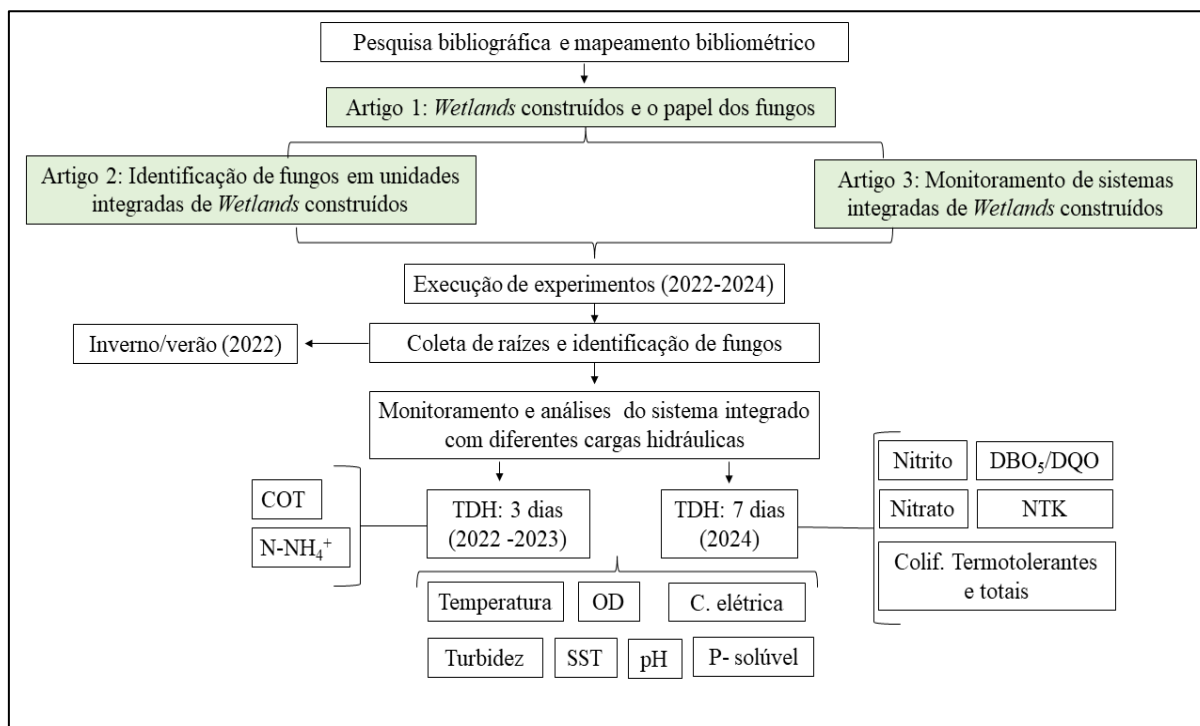 Pesquisa bibliográfica e mapeamento bibliométrico
Artigo 1: Wetlands construídos e o papel dos fungos
Artigo 2: Identificação de fungos em unidades
integradas de Wetlands construídos
Artigo 3: Monitoramento de sistemas
integradas de Wetlands construídos
Execução de experimentos (2022-2024)
Inverno/verão (2022)
Coleta de raízes e identificação de fungos
Monitoramento e análises do sistema integrado
com diferentes cargas hidráulicas
COT
N-NH₄⁺
TDH: 3 dias
(2022 -2023)
TDH: 7 dias
(2024)
Nitrito
DBO₅/DQO
Nitrato
NTK
Colif. Termotolerantes
e totais
Temperatura
OD
C. elétrica
Turbidez
SST
pH
P- solúvel